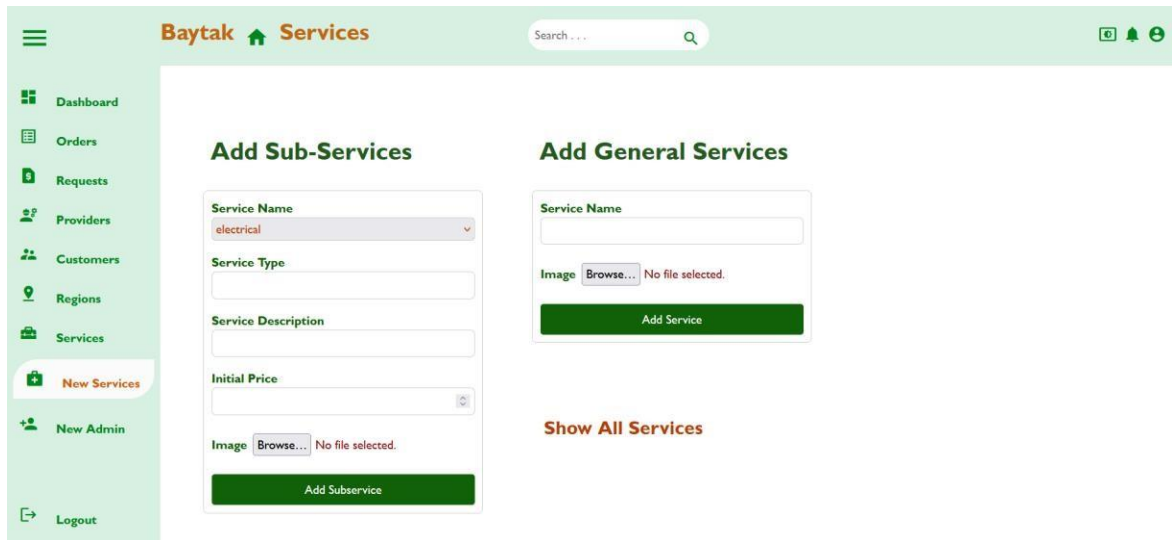 Baytak Services
Search . . .
Dashboard
Orders
Requests
Providers
Customers
Regions
Services
New Services
New Admin
Logout
Add Sub-Services
Service Name
electrical
Service Type
Service Description
Initial Price
Image Browse... No file selected.
Add Subservice
Add General Services
Service Name
Image Browse... No file selected.
Add Service
Show All Services